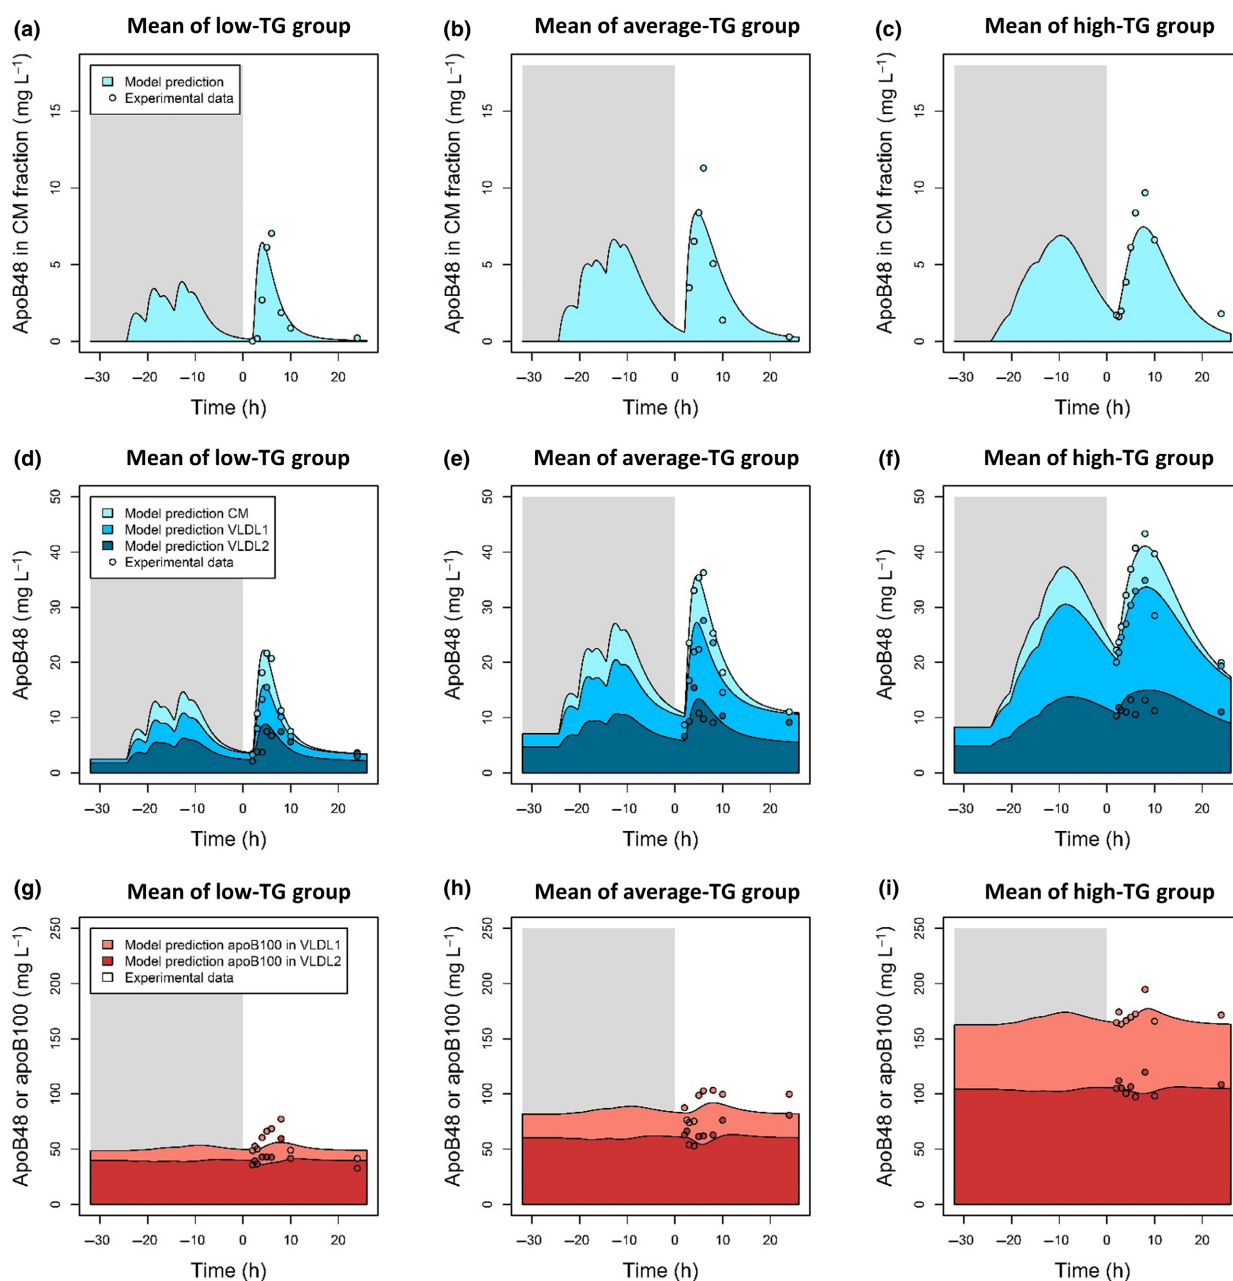 (a) Mean of low-TG group
(b) Mean of average-TG group
(c) Mean of high-TG group
ApoB48 in CM fraction (mg L⁻¹)
15
10
5
0
Model prediction
Experimental data
–30 –20 –10 0 10 20
Time (h)
ApoB48 in CM fraction (mg L⁻¹)
15
10
5
0
–30 –20 –10 0 10 20
Time (h)
ApoB48 in CM fraction (mg L⁻¹)
15
10
5
0
–30 –20 –10 0 10 20
Time (h)
(d) Mean of low-TG group
(e) Mean of average-TG group
(f) Mean of high-TG group
ApoB48 (mg L⁻¹)
50
40
30
20
10
0
Model prediction CM
Model prediction VLDL1
Model prediction VLDL2
Experimental data
–30 –20 –10 0 10 20
Time (h)
ApoB48 (mg L⁻¹)
50
40
30
20
10
0
–30 –20 –10 0 10 20
Time (h)
ApoB48 (mg L⁻¹)
50
40
30
20
10
0
–30 –20 –10 0 10 20
Time (h)
(g) Mean of low-TG group
(h) Mean of average-TG group
(i) Mean of high-TG group
ApoB48 or apoB100 (mg L⁻¹)
250
200
150
100
50
0
Model prediction apoB100 in VLDL1
Model prediction apoB100 in VLDL2
Experimental data
–30 –20 –10 0 10 20
Time (h)
ApoB48 or apoB100 (mg L⁻¹)
250
200
150
100
50
0
–30 –20 –10 0 10 20
Time (h)
ApoB48 or apoB100 (mg L⁻¹)
250
200
150
100
50
0
–30 –20 –10 0 10 20
Time (h)